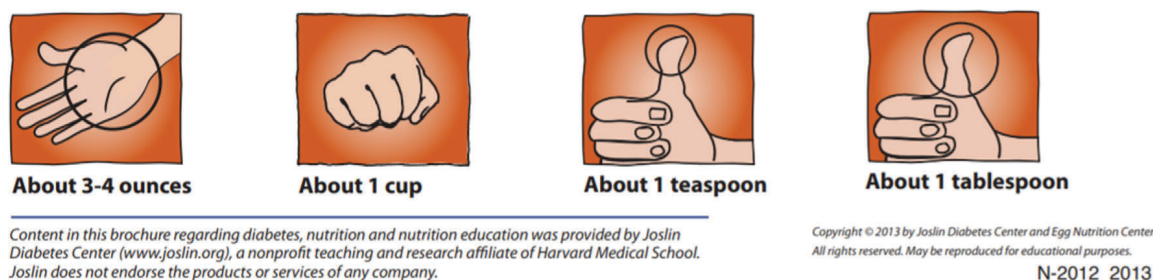 About 3-4 ounces
About 1 cup
About 1 teaspoon
About 1 tablespoon
Content in this brochure regarding diabetes, nutrition and nutrition education was provided by Joslin
Diabetes Center (www.joslin.org), a nonprofit teaching and research affiliate of Harvard Medical School.
Joslin does not endorse the products or services of any company.
Copyright © 2013 by Joslin Diabetes Center and Egg Nutrition Center
All rights reserved. May be reproduced for educational purposes.
N-2012 2013